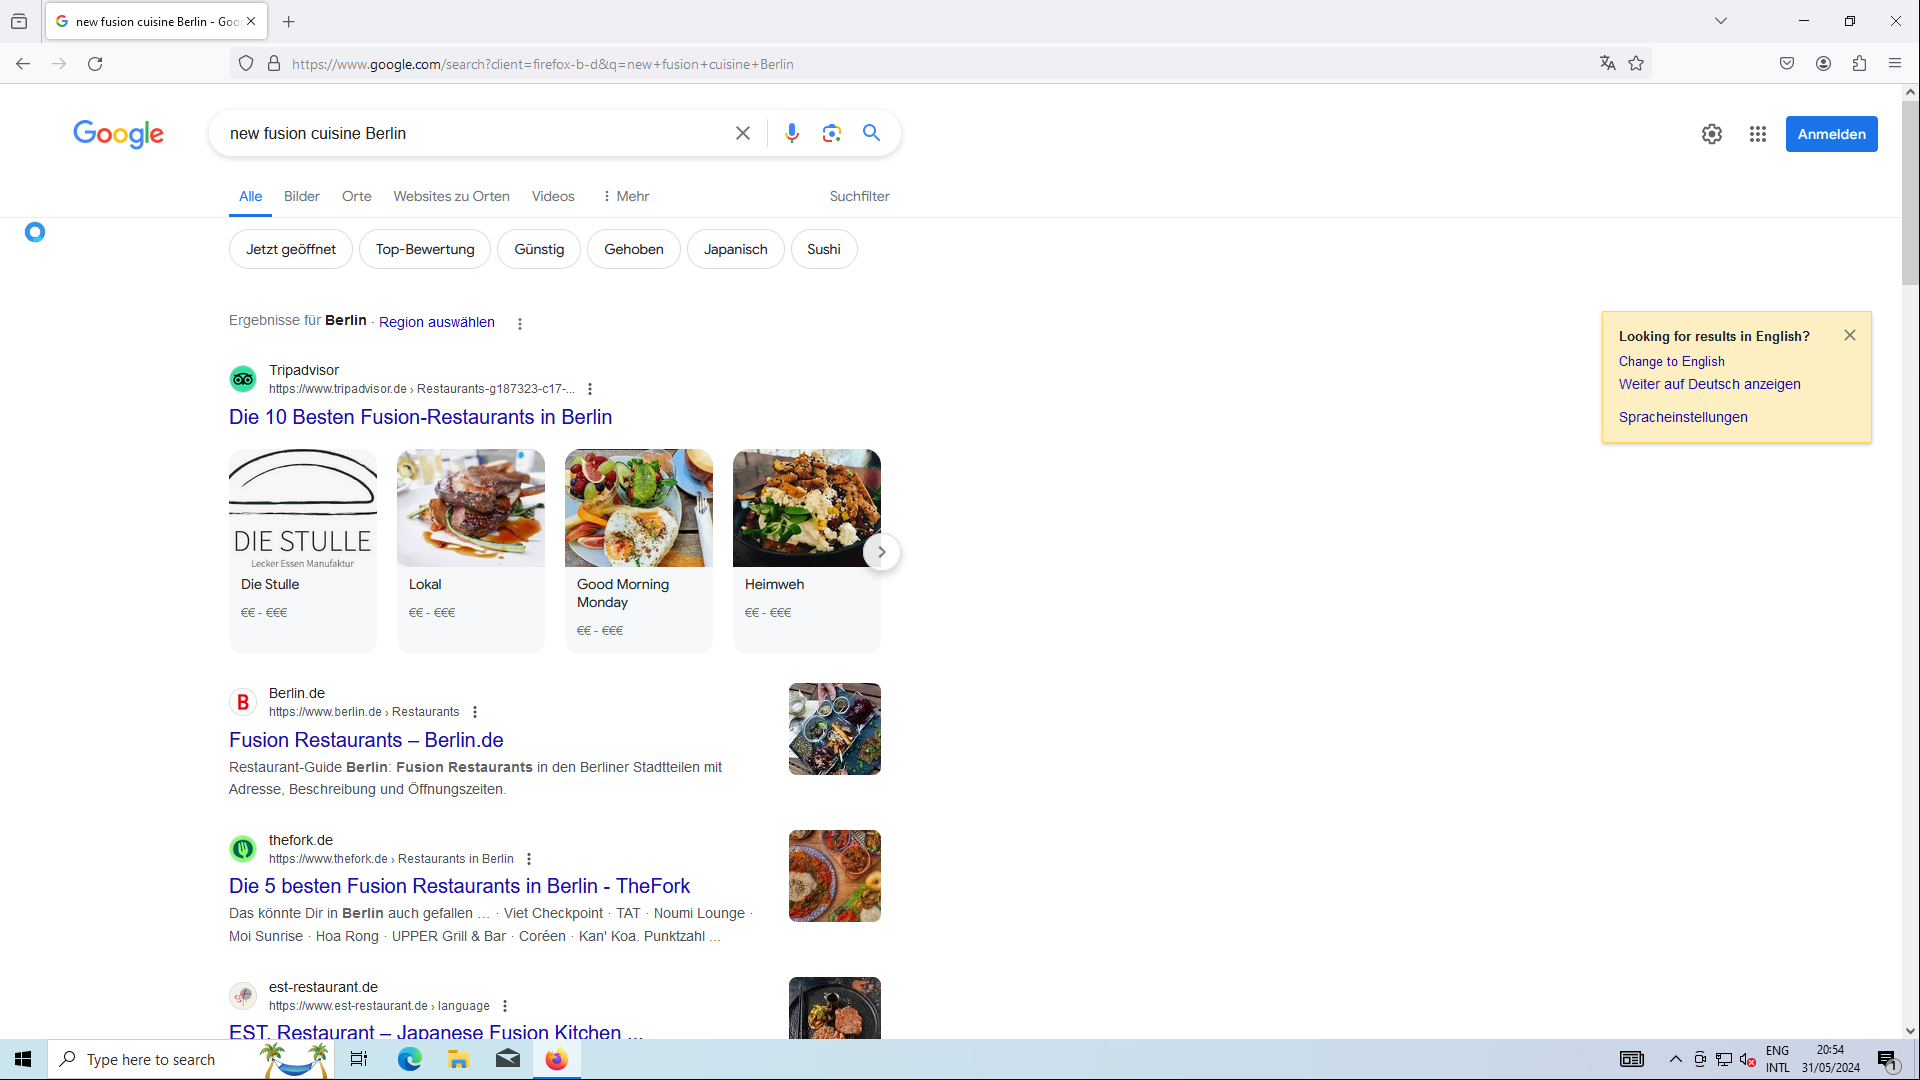 new fusion cuisine Berlin - Goo
https://www.google.com/search?client=firefox-b-d&q=new+fusion+cuisine+Berlin
Google
new fusion cuisine Berlin
Anmelden
Alle
Bilder
Orte
Websites zu Orten
Videos
Mehr
Suchfilter
Jetzt geöffnet
Top-Bewertung
Günstig
Gehoben
Japanisch
Sushi
Ergebnisse für Berlin · Region auswählen
Looking for results in English?
Change to English
Weiter auf Deutsch anzeigen
Spracheinstellungen
Tripadvisor
https://www.tripadvisor.de › Restaurants-g187323-c17-...
Die 10 Besten Fusion-Restaurants in Berlin
DIE STULLE
Lecker Essen Manufaktur
Die Stulle
€€ - €€€
Lokal
€€ - €€€
Good Morning
Monday
€€ - €€€
Heimweh
€€ - €€€
B
Berlin.de
https://www.berlin.de › Restaurants
Fusion Restaurants – Berlin.de
Restaurant-Guide Berlin: Fusion Restaurants in den Berliner Stadtteilen mit
Adresse, Beschreibung und Öffnungszeiten.
thefork.de
https://www.thefork.de › Restaurants in Berlin
Die 5 besten Fusion Restaurants in Berlin - TheFork
Das könnte Dir in Berlin auch gefallen ... · Viet Checkpoint · TAT · Noumi Lounge ·
Moi Sunrise · Hoa Rong · UPPER Grill & Bar · Coréen · Kan' Koa. Punktzahl ...
est-restaurant.de
https://www.est-restaurant.de › language
EST. Restaurant – Japanese Fusion Kitchen ...
Type here to search
ENG
INTL
20:54
31/05/2024
1